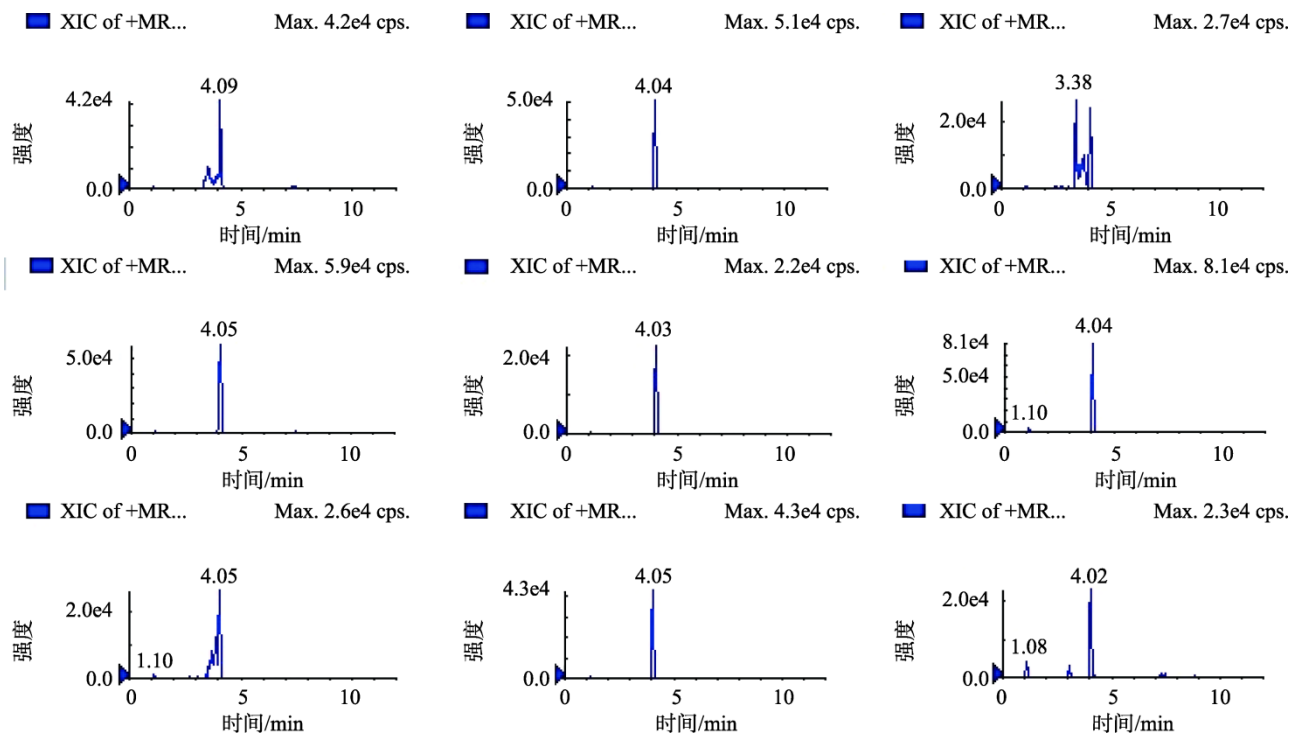 XIC of +MR... Max. 4.2e4 cps.
4.09
4.2e4
强度
0.0
0 5 10
时间/min
XIC of +MR... Max. 5.1e4 cps.
4.04
5.0e4
强度
0.0
0 5 10
时间/min
XIC of +MR... Max. 2.7e4 cps.
3.38
2.0e4
强度
0.0
0 5 10
时间/min
XIC of +MR... Max. 5.9e4 cps.
4.05
5.0e4
强度
0.0
0 5 10
时间/min
XIC of +MR... Max. 2.2e4 cps.
4.03
2.0e4
强度
0.0
0 5 10
时间/min
XIC of +MR... Max. 8.1e4 cps.
4.04
8.1e4
5.0e4
强度
1.10
0.0
0 5 10
时间/min
XIC of +MR... Max. 2.6e4 cps.
4.05
2.0e4
强度
1.10
0.0
0 5 10
时间/min
XIC of +MR... Max. 4.3e4 cps.
4.05
4.3e4
强度
0.0
0 5 10
时间/min
XIC of +MR... Max. 2.3e4 cps.
4.02
2.0e4
强度
1.08
0.0
0 5 10
时间/min